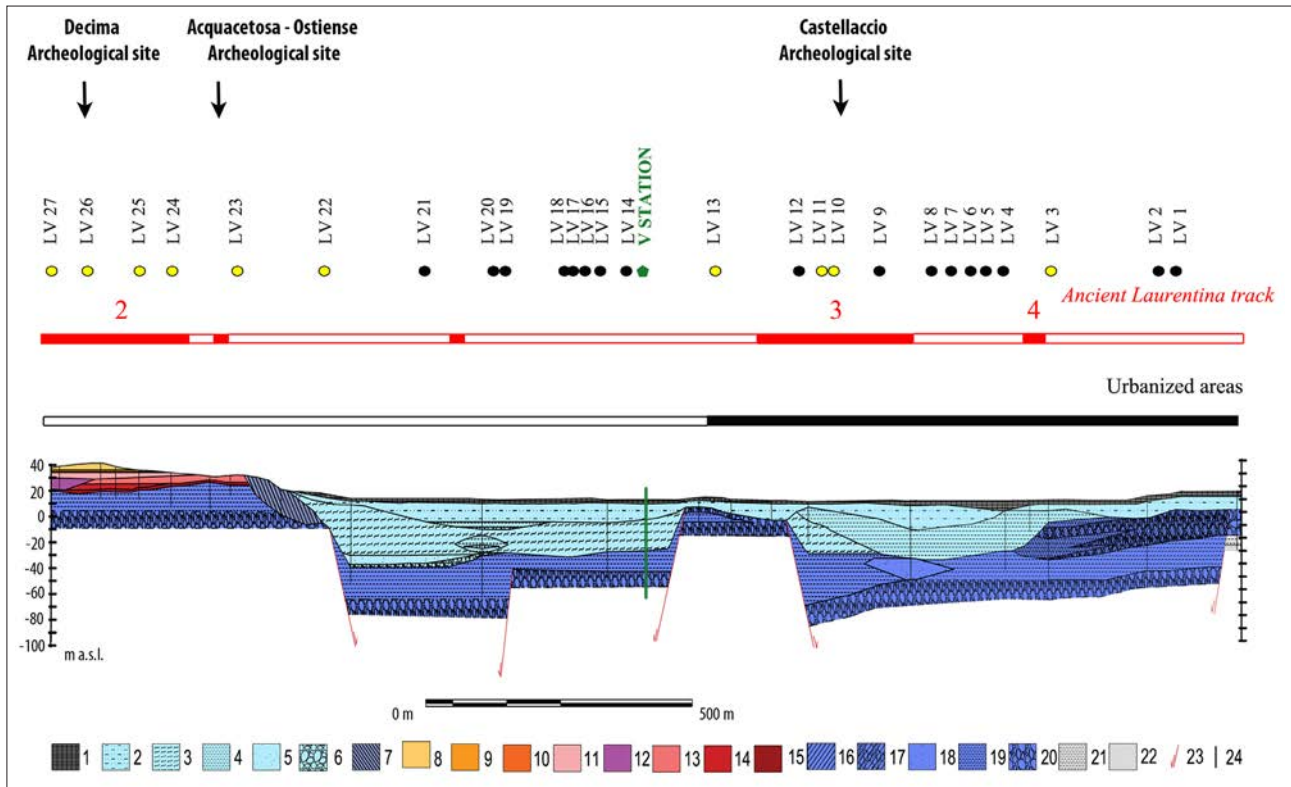 Decima
Archeological site
Acquacetosa - Ostiense
Archeological site
Castellaccio
Archeological site
LV 27
LV 26
LV 25
LV 24
LV 23
LV 22
LV 21
LV 20
LV 19
LV 18
LV 17
LV 16
LV 15
LV 14
V STATION
LV 13
LV 12
LV 11
LV 10
LV 9
LV 8
LV 7
LV 6
LV 5
LV 4
LV 3
LV 2
LV 1
2
3
4
Ancient Laurentina track
Urbanized areas
40
20
0
-20
-40
-60
-80
-100
m a.s.l.
0 m 500 m
1 2 3 4 5 6 7 8 9 10 11 12 13 14 15 16 17 18 19 20 21 22 23 24